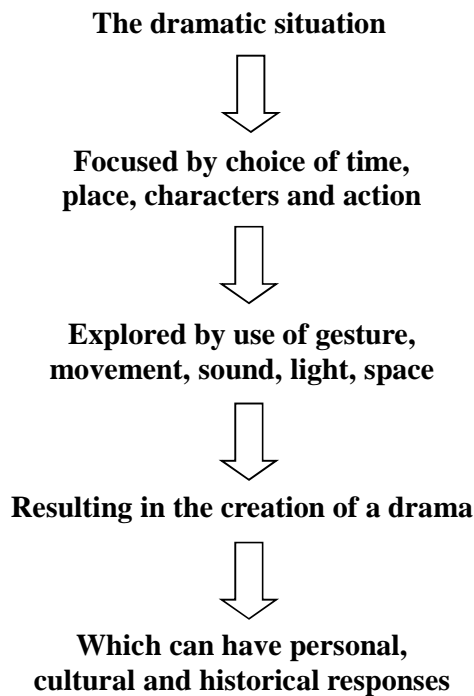 The dramatic situation
Focused by choice of time,
place, characters and action
Explored by use of gesture,
movement, sound, light, space
Resulting in the creation of a drama
Which can have personal,
cultural and historical responses